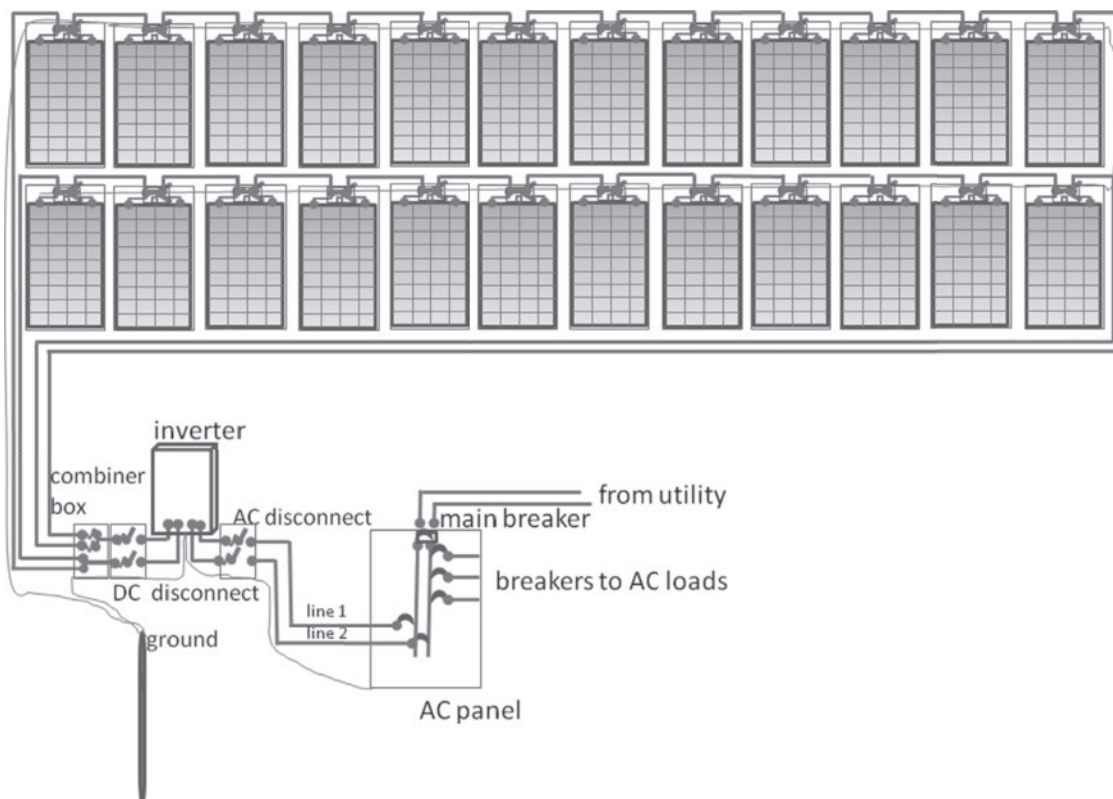 inverter
combiner
box
AC disconnect
from utility
main breaker
breakers to AC loads
DC disconnect
line 1
line 2
ground
AC panel